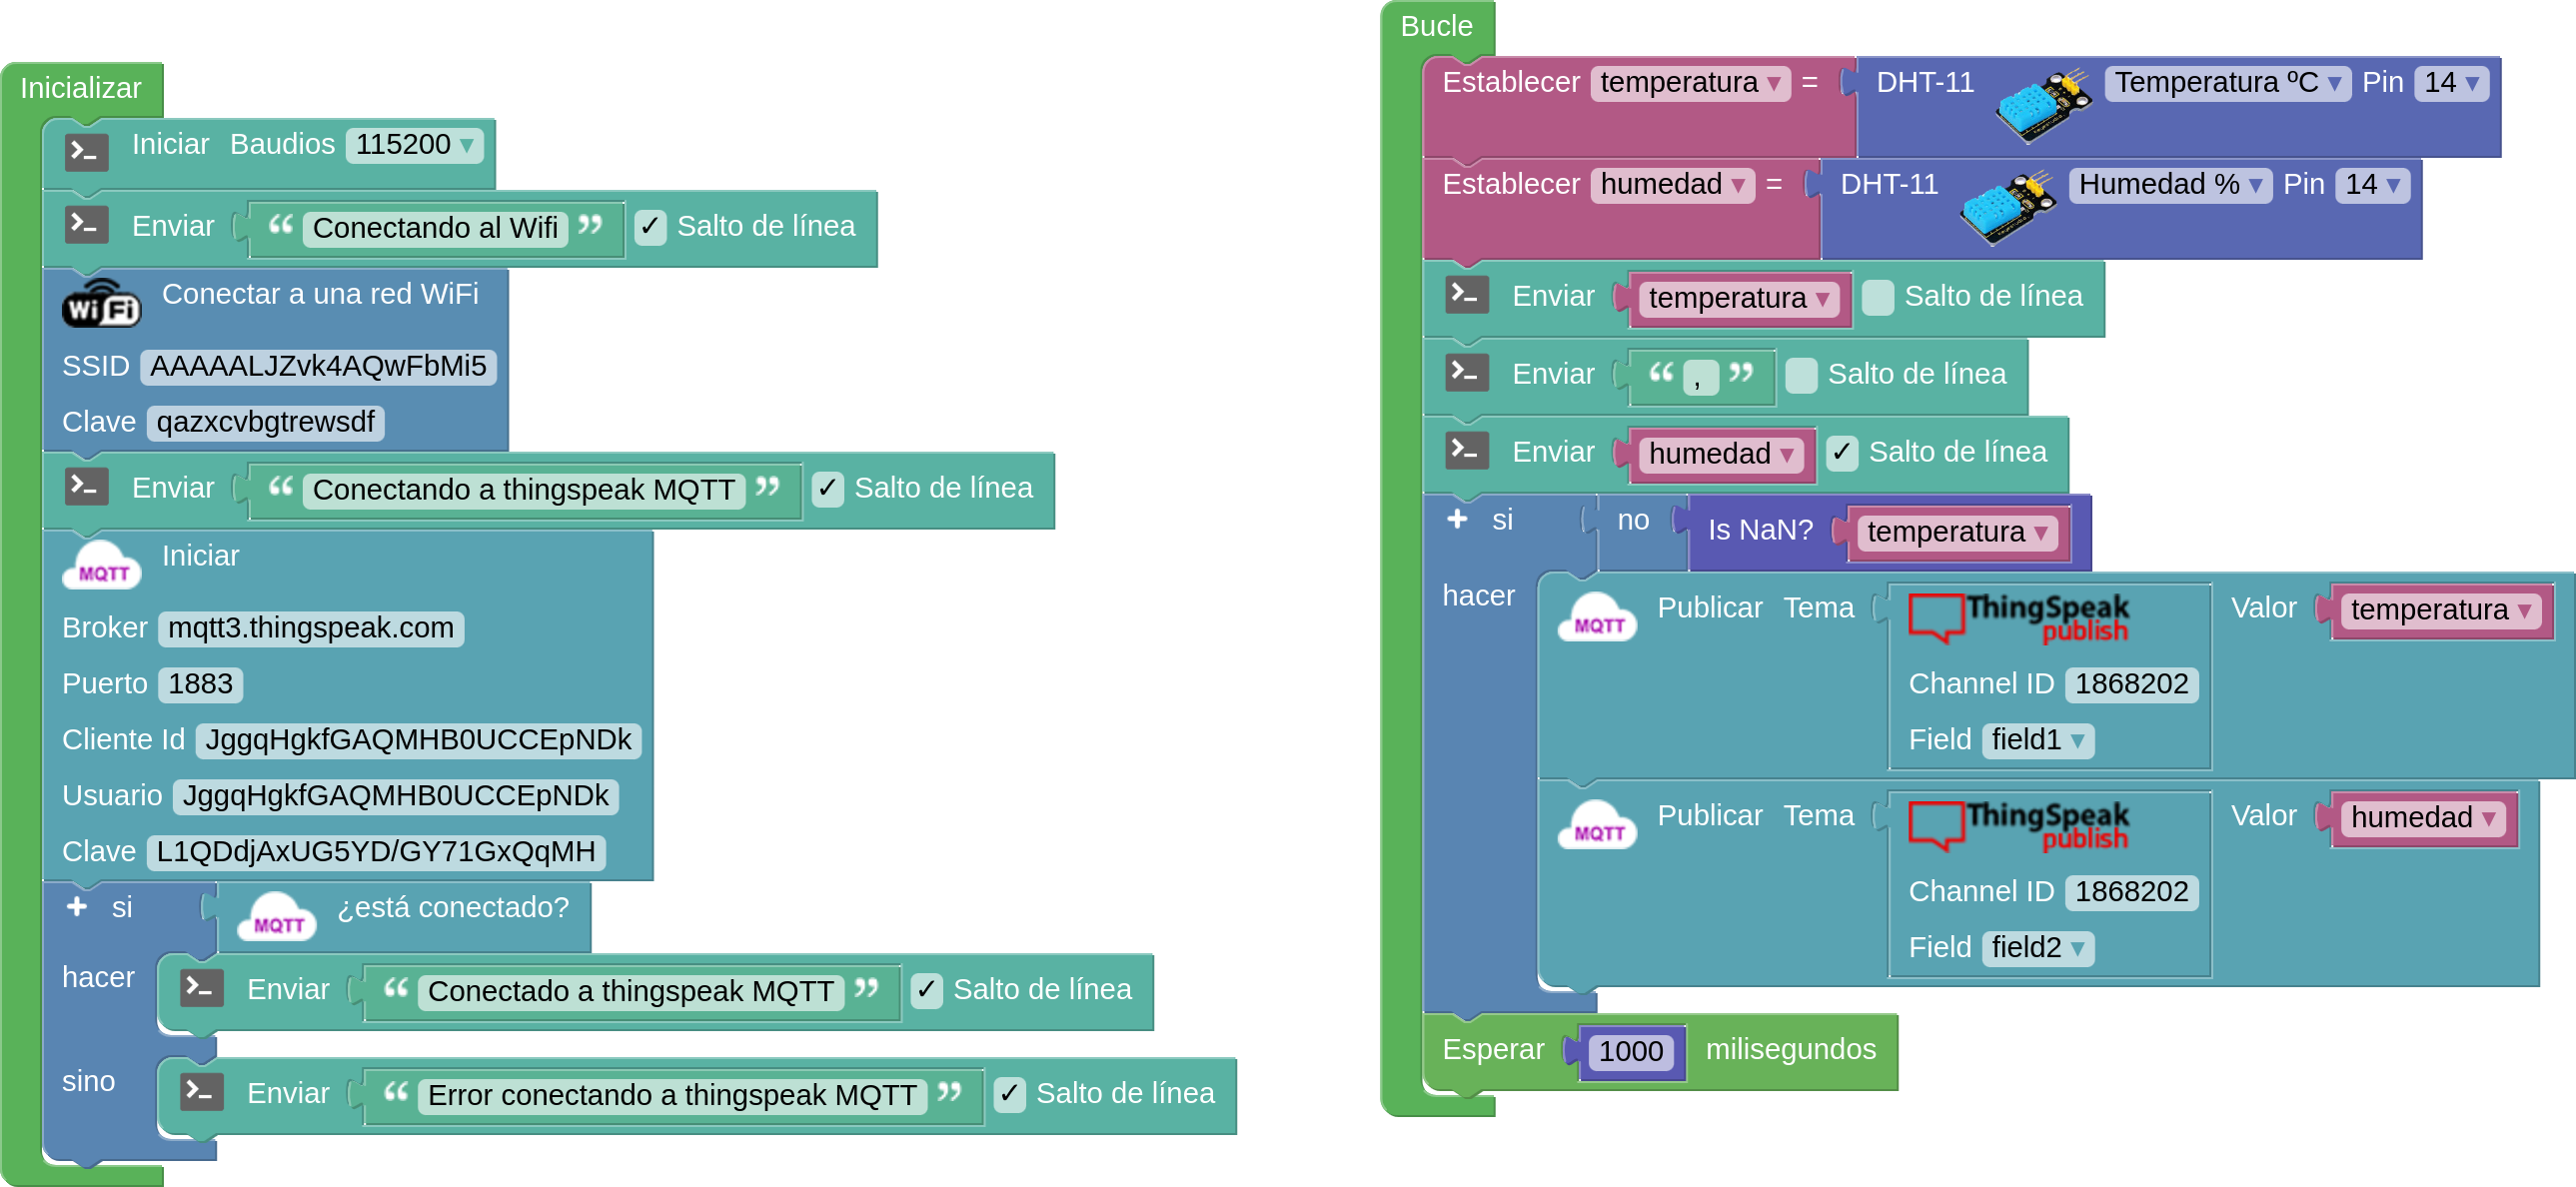 Inicializar
Iniciar Baudios 115200
Enviar “ Conectando al Wifi ” ✓ Salto de línea
WiFi Conectar a una red WiFi
SSID AAAAALJZvk4AQwFbMi5
Clave qazxcvbgtrewsdf
Enviar “ Conectando a thingspeak MQTT ” ✓ Salto de línea
MQTT Iniciar
Broker mqtt3.thingspeak.com
Puerto 1883
Cliente Id JggqHgkfGAQMHB0UCCEpNDk
Usuario JggqHgkfGAQMHB0UCCEpNDk
Clave L1QDdjAxUG5YD/GY71GxQqMH
+ si MQTT ¿está conectado?
hacer Enviar “ Conectado a thingspeak MQTT ” ✓ Salto de línea
sino Enviar “ Error conectando a thingspeak MQTT ” ✓ Salto de línea
Bucle
Establecer temperatura = DHT-11 Temperatura ºC Pin 14
Establecer humedad = DHT-11 Humedad % Pin 14
Enviar temperatura Salto de línea
Enviar “ , ” Salto de línea
Enviar humedad ✓ Salto de línea
+ si no Is NaN? temperatura
hacer MQTT Publicar Tema ThingSpeak publish Valor temperatura
Channel ID 1868202
Field field1
MQTT Publicar Tema ThingSpeak publish Valor humedad
Channel ID 1868202
Field field2
Esperar 1000 milisegundos